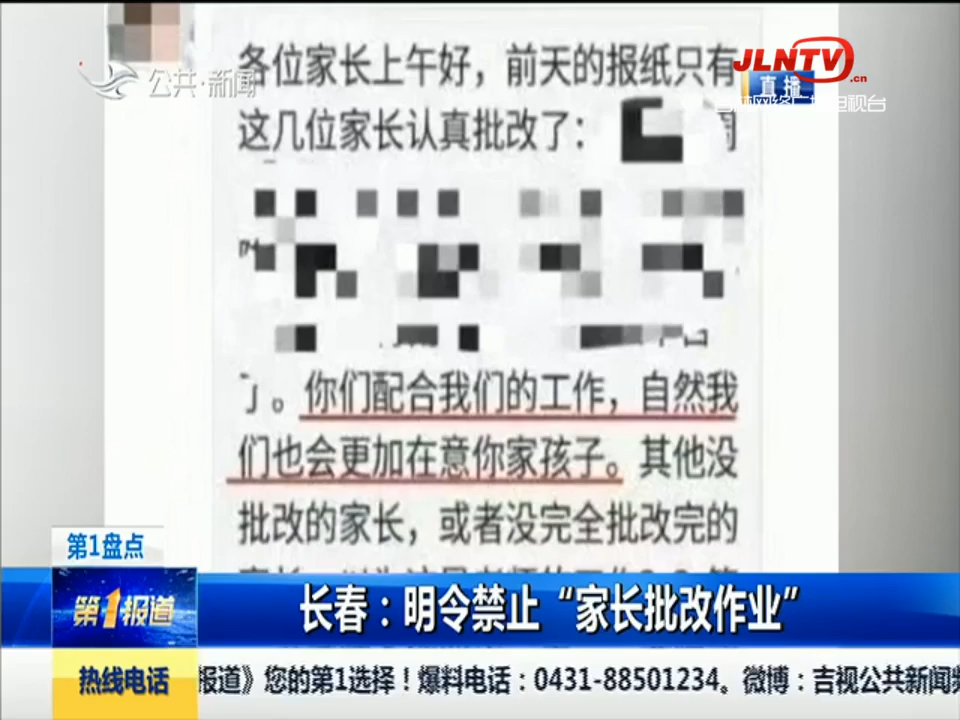 各位家长上午好，前天的报纸只有
这几位家长认真批改了：
了。你们配合我们的工作，自然我
们也会更加在意你家孩子。其他没
批改的家长，或者没完全批改完的
公共·新闻
JLNTV.cn
直播
第1盘点
第1报道
长春：明令禁止“家长批改作业”
热线电话
报道》您的第1选择！爆料电话：0431-88501234。微博：吉视公共新闻频